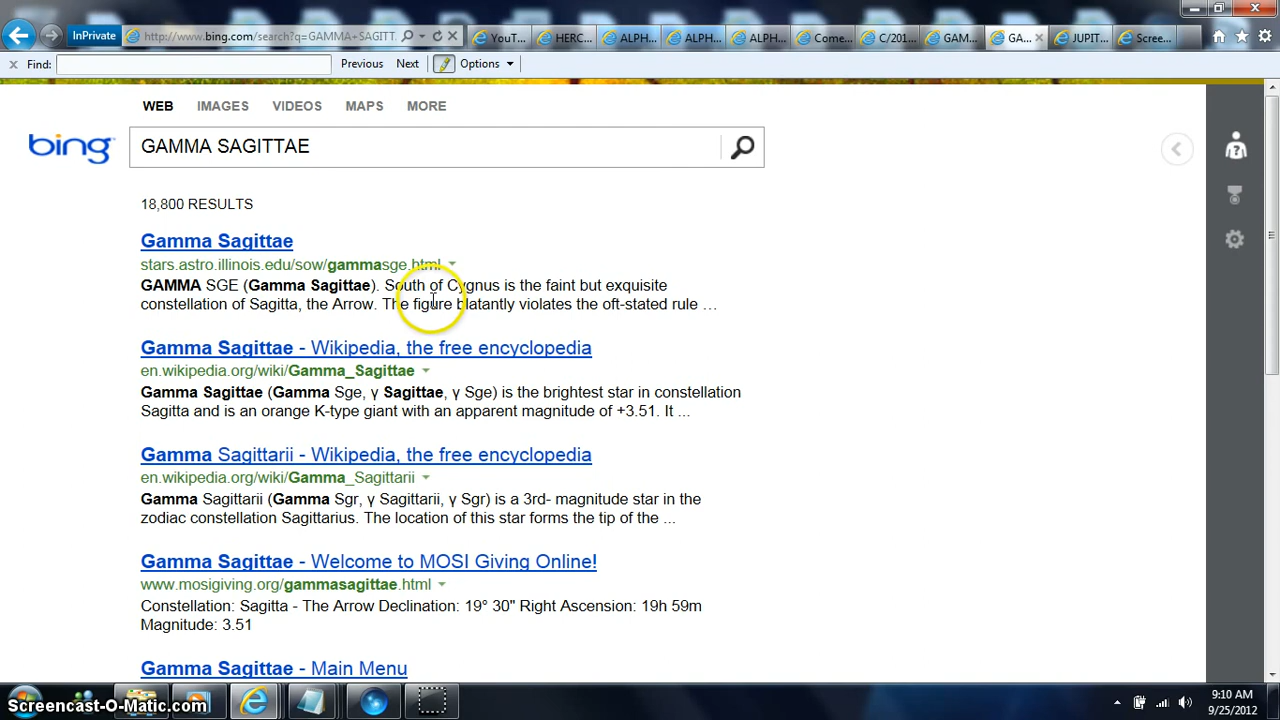 InPrivate
http://www.bing.com/search?q=GAMMA+SAGITT
YouT...
HERC...
ALPH...
ALPH...
ALPH...
Come...
C/201...
GAM...
GA...
JUPIT...
Scree...
Find:
Previous
Next
Options
WEB
IMAGES
VIDEOS
MAPS
MORE
bing
GAMMA SAGITTAE
18,800 RESULTS
Gamma Sagittae
stars.astro.illinois.edu/sow/gammasge.html
GAMMA SGE (Gamma Sagittae). South of Cygnus is the faint but exquisite
constellation of Sagitta, the Arrow. The figure blatantly violates the oft-stated rule ...
Gamma Sagittae - Wikipedia, the free encyclopedia
en.wikipedia.org/wiki/Gamma_Sagittae
Gamma Sagittae (Gamma Sge, γ Sagittae, γ Sge) is the brightest star in constellation
Sagitta and is an orange K-type giant with an apparent magnitude of +3.51. It ...
Gamma Sagittarii - Wikipedia, the free encyclopedia
en.wikipedia.org/wiki/Gamma_Sagittarii
Gamma Sagittarii (Gamma Sgr, γ Sagittarii, γ Sgr) is a 3rd- magnitude star in the
zodiac constellation Sagittarius. The location of this star forms the tip of the ...
Gamma Sagittae - Welcome to MOSI Giving Online!
www.mosigiving.org/gammasagittae.html
Constellation: Sagitta - The Arrow Declination: 19° 30" Right Ascension: 19h 59m
Magnitude: 3.51
Gamma Sagittae - Main Menu
Screencast-O-Matic.com
9:10 AM
9/25/2012